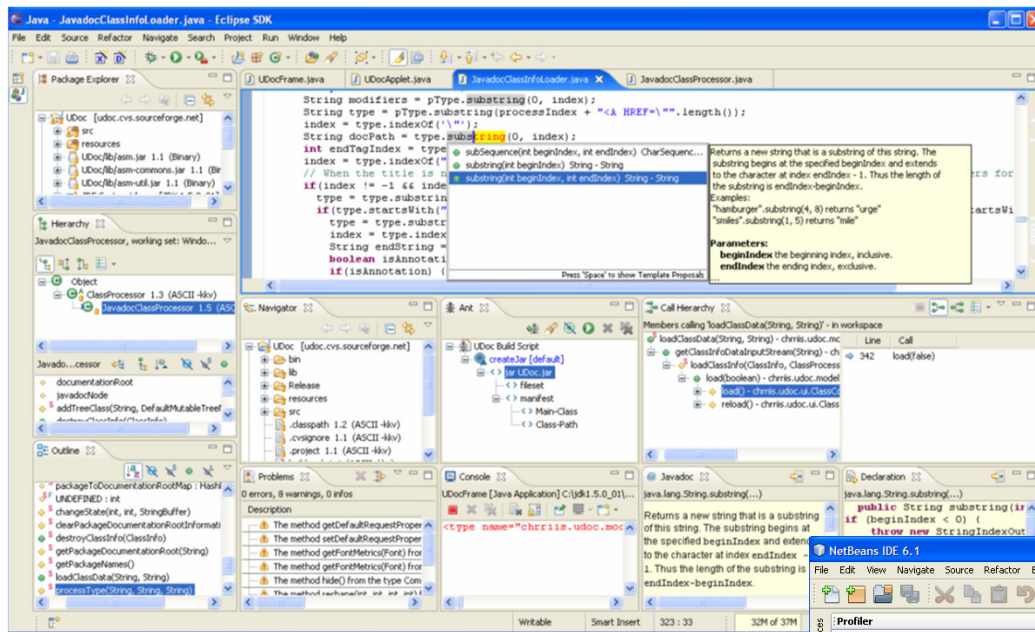 Java - JavadocClassInfoLoader.java - Eclipse SDK
File Edit Source Refactor Navigate Search Project Run Window Help
Package Explorer
UDoc [udoc.cvs.sourceforge.net]
src
resources
UDoc/lib/asm.jar 1.1 (Binary)
UDoc/lib/asm-commons.jar 1.1 (Bir
UDoc/lib/asm-util.jar 1.1 (Binary)
Hierarchy
JavadocClassProcessor, working set: Windo...
Object
ClassProcessor 1.3 (ASCII -kkv)
JavadocClassProcessor 1.5 (ASC
Javado...cessor
documentationRoot
javadocNode
addTreeClass(String, DefaultMutableTreeN
destroyClassInfo(ClassInfo)
Outline
packageToDocumentationRootMap : Hashl
UNDEFINED : int
changeState(int, int, StringBuffer)
clearPackageDocumentationRootInformati
destroyClassInfo(ClassInfo)
getPackageDocumentationRoot(String)
getPackageNames()
loadClassData(String, String)
processType(String, String, String)
UDocFrame.java UDocApplet.java JavadocClassInfoLoader.java JavadocClassProcessor.java
String modifiers = pType.substring(0, index);
String type = pType.substring(processIndex + "<A HREF=\"".length());
index = type.indexOf('\"');
String docPath = type.substring(0, index);
int endTagIndex = type
index = type.indexOf("
// When the title is n ers for
if(index != -1 && inde
type = type.substrin
if(type.startsWith(" artsWi
type = type.substr
index = type.index
String endString =
boolean isAnnotati
if(isAnnotation) (
subSequence(int beginIndex, int endIndex) CharSequenc...
substring(int beginIndex) String - String
substring(int beginIndex, int endIndex) String - String
Press 'Space' to show Template Proposals
Returns a new string that is a substring of this string. The
substring begins at the specified beginIndex and extends
to the character at index endIndex - 1. Thus the length of
the substring is endIndex-beginIndex.
Examples:
"hamburger".substring(4, 8) returns "urge"
"smiles".substring(1, 5) returns "mile"
Parameters:
beginIndex the beginning index, inclusive.
endIndex the ending index, exclusive.
...
Navigator
UDoc [udoc.cvs.sourceforge.net]
bin
lib
Release
resources
src
.classpath 1.2 (ASCII -kkv)
.cvsignore 1.1 (ASCII -kkv)
.project 1.1 (ASCII -kkv)
Ant
UDoc Build Script
createJar [default]
jar UDoc.jar
fileset
manifest
Main-Class
Class-Path
Call Hierarchy
Members calling 'loadClassData(String, String)' - in workspace
loadClassData(String, String) - chrriis.udoc.mc
getClassInfoDataInputStream(String) - ch
loadClassInfo(ClassInfo, ClassProcess
load(boolean) - chrriis.udoc.model
load() - chrriis.udoc.ui.ClassCo
reload() - chrriis.udoc.ui.Class
Line Call
342 load(false)
Problems
0 errors, 8 warnings, 0 infos
Description
The method getDefaultRequestProper
The method setDefaultRequestProper
The method getFontMetrics(Font) fror
The method getFontMetrics(Font) fror
The method hide() from the type Com
The method reshape(int, int, int, int) f
Console
UDocFrame [Java Application] C:\jdk1.5.0_01\...
<type name="chrriis.udoc.moc
Javadoc
java.lang.String.substring(...)
Returns a new string that is a substring
of this string. The substring begins at
the specified beginIndex and extend
to the character at index endIndex -
1. Thus the length of the substring is
endIndex-beginIndex.
Declaration
java.lang.String.substring(...)
public String substring(ir
if (beginIndex < 0) {
throw new StringIndexOut
Writable Smart Insert 323 : 33 32M of 37M
NetBeans IDE 6.1
File Edit View Navigate Source Refactor
Profiler